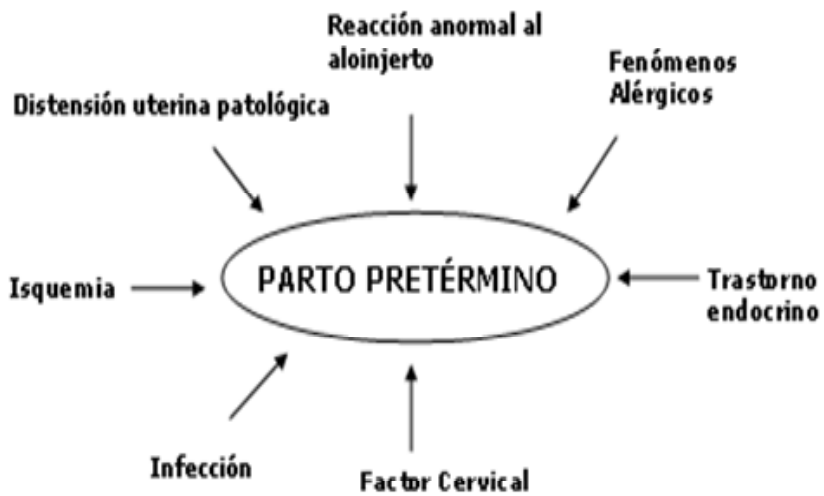 Reacción anormal al
aloinjerto
Fenómenos
Alérgicos
Distensión uterina patológica
PARTO PRETÉRMINO
Isquemia
Trastorno
endocrino
Infección
Factor Cervical